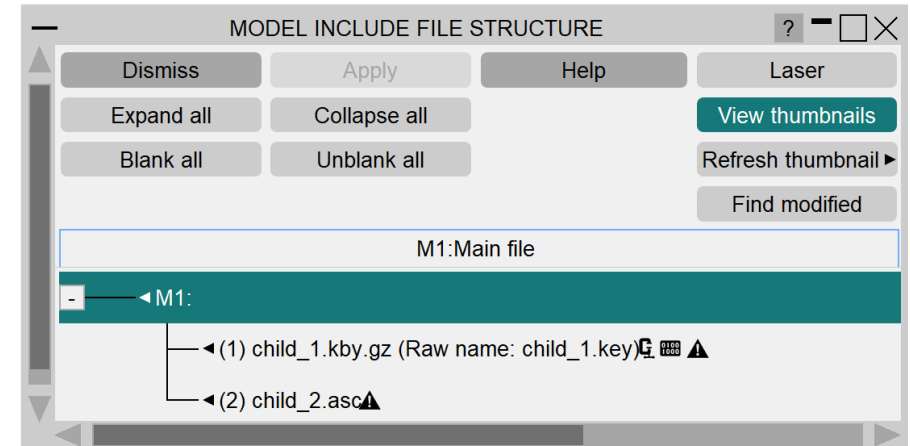 MODEL INCLUDE FILE STRUCTURE ?
Dismiss Apply Help Laser
Expand all Collapse all View thumbnails
Blank all Unblank all Refresh thumbnail
Find modified
M1:Main file
- M1:
(1) child_1.kby.gz (Raw name: child_1.key)
(2) child_2.asc